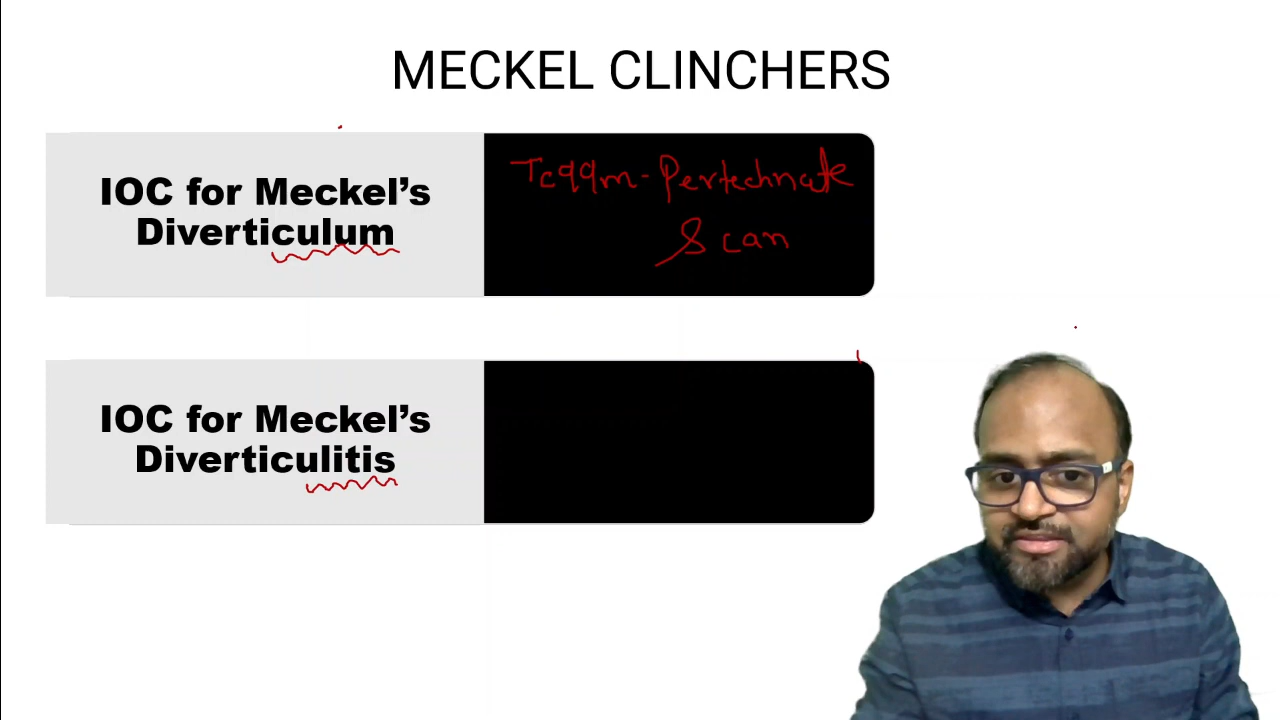 MECKEL CLINCHERS
IOC for Meckel’s
Diverticulum
Tc99m-Pertechnate
Scan
IOC for Meckel’s
Diverticulitis